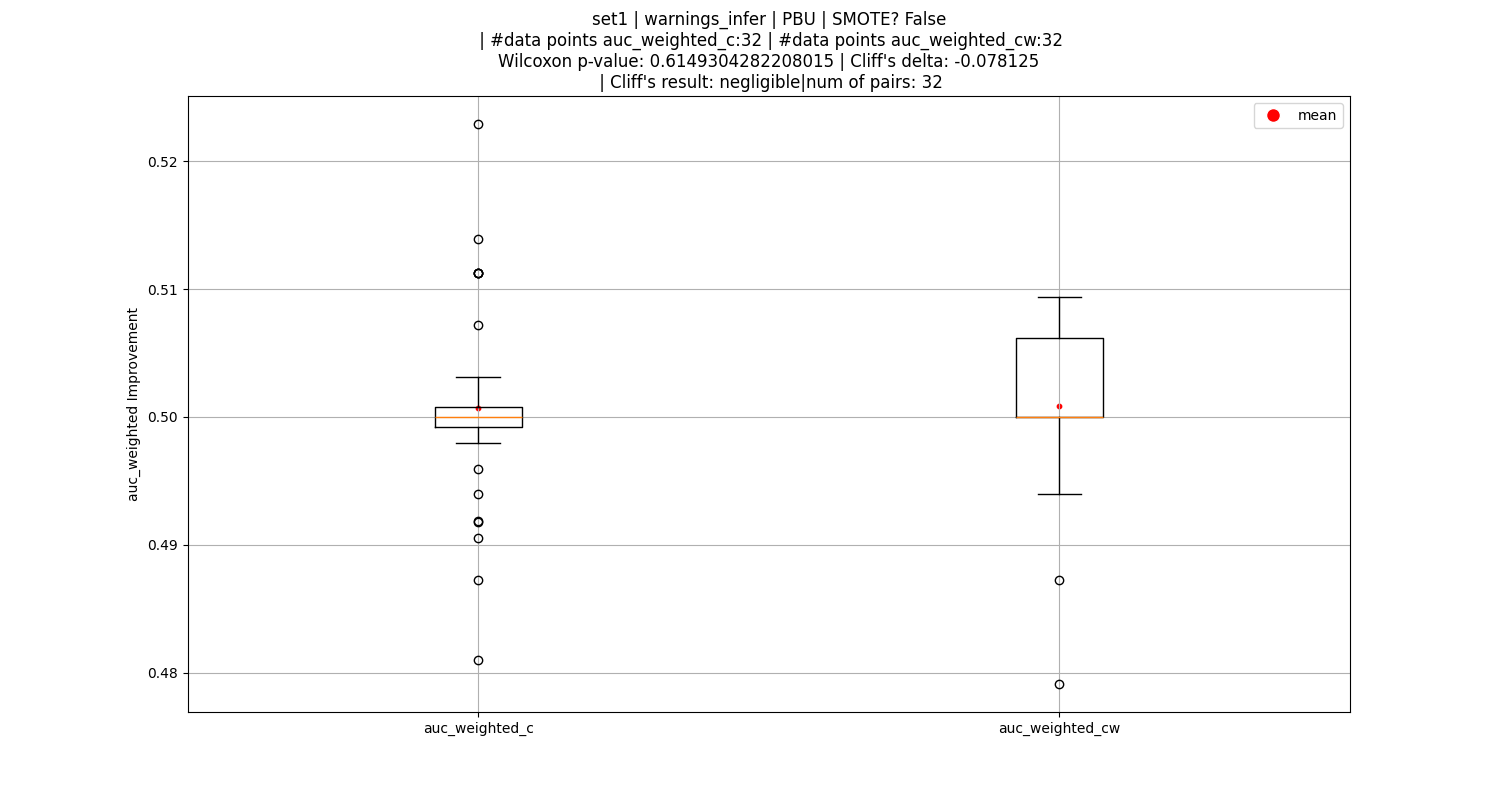 set1 | warnings_infer | PBU | SMOTE? False
| #data points auc_weighted_c:32 | #data points auc_weighted_cw:32
Wilcoxon p-value: 0.6149304282208015 | Cliff's delta: -0.078125
| Cliff's result: negligible|num of pairs: 32
mean
0.52
0.51
0.50
0.49
0.48
auc_weighted Improvement
auc_weighted_c
auc_weighted_cw